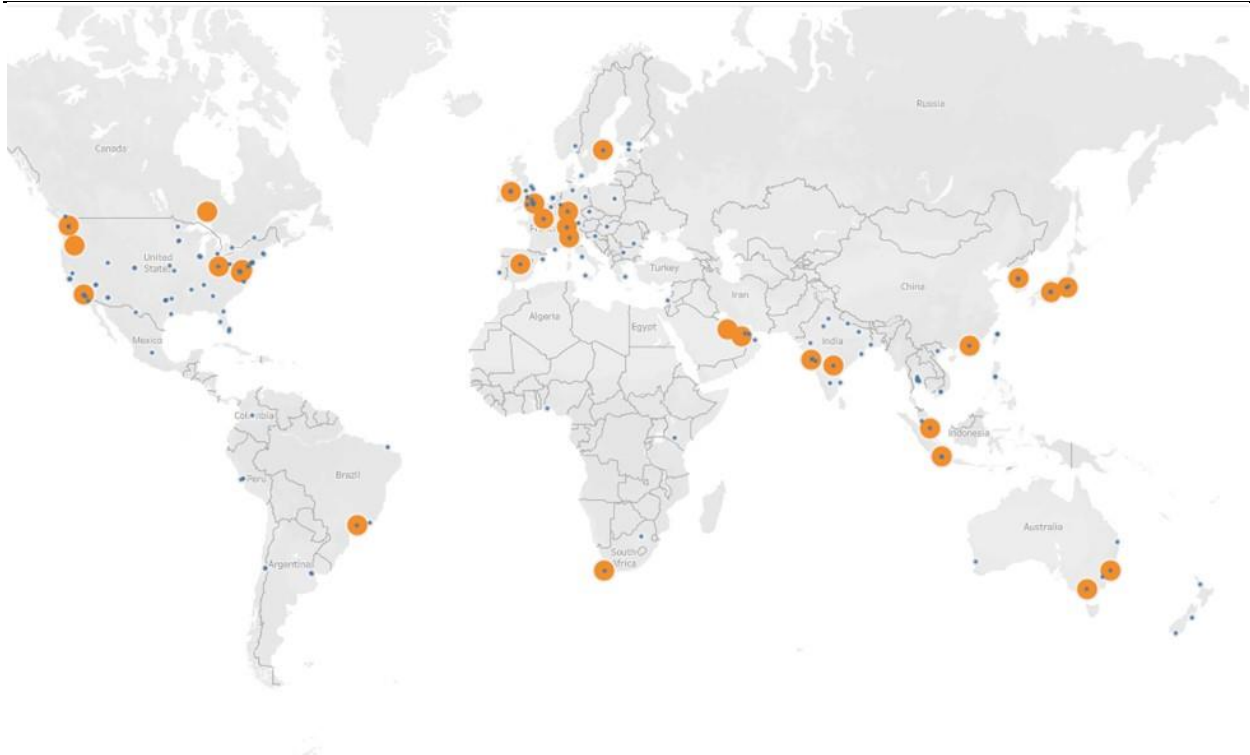 Russia
Canada
United
States
Turkey
China
Iran
Algeria
Egypt
Mexico
India
Colombia
Indonesia
Peru
Brazil
Australia
South
Africa
Argentina